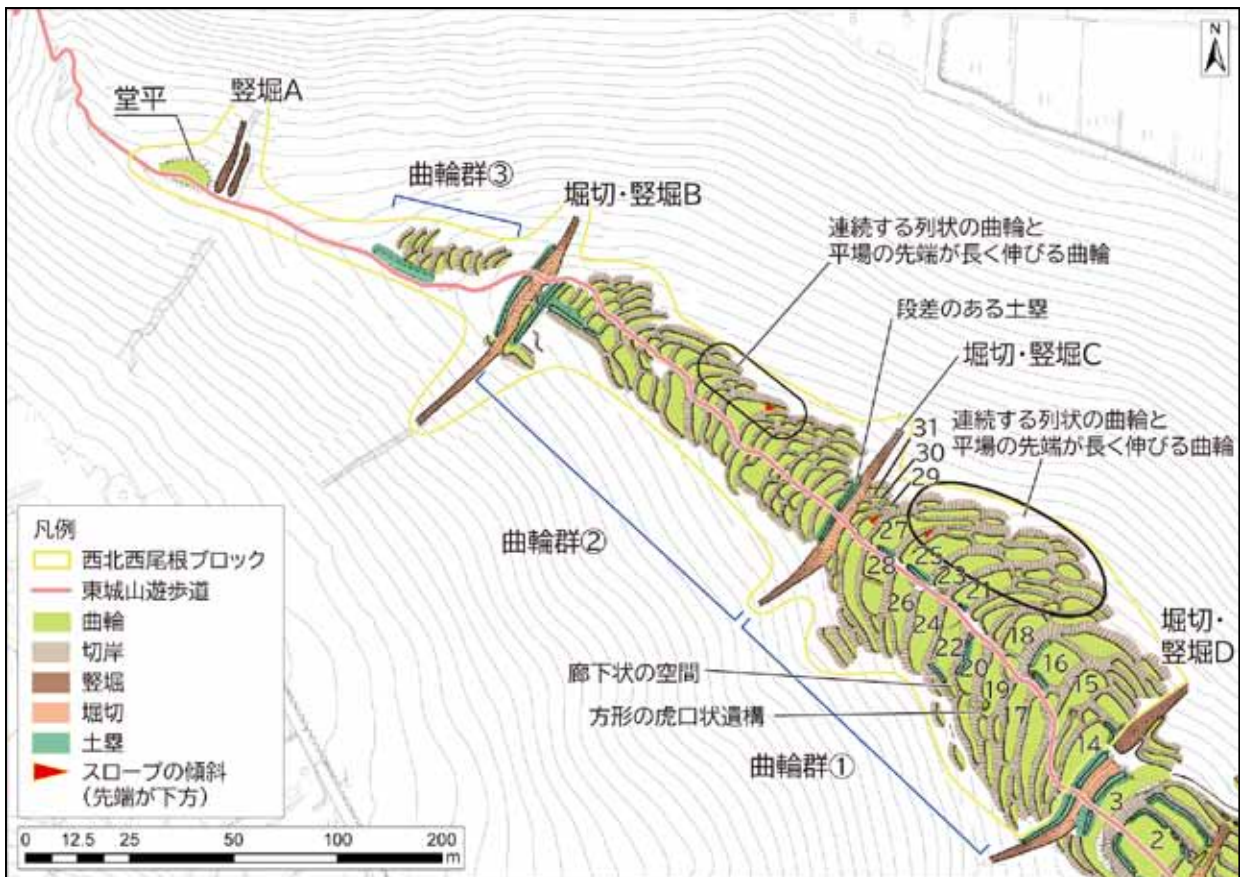 N
堂平
竪堀A
曲輪群③
堀切・竪堀B
連続する列状の曲輪と
平場の先端が長く伸びる曲輪
段差のある土塁
堀切・竪堀C
31
30
29
連続する列状の曲輪と
平場の先端が長く伸びる曲輪
曲輪群②
27
28
25
23
21
26
24
22
20
19
18
17
16
15
14
3
2
堀切・
竪堀D
廊下状の空間
方形の虎口状遺構
曲輪群①
凡例
西北西尾根ブロック
東城山遊歩道
曲輪
切岸
竪堀
堀切
土塁
スロープの傾斜
(先端が下方)
0 12.5 25 50 100 200
m